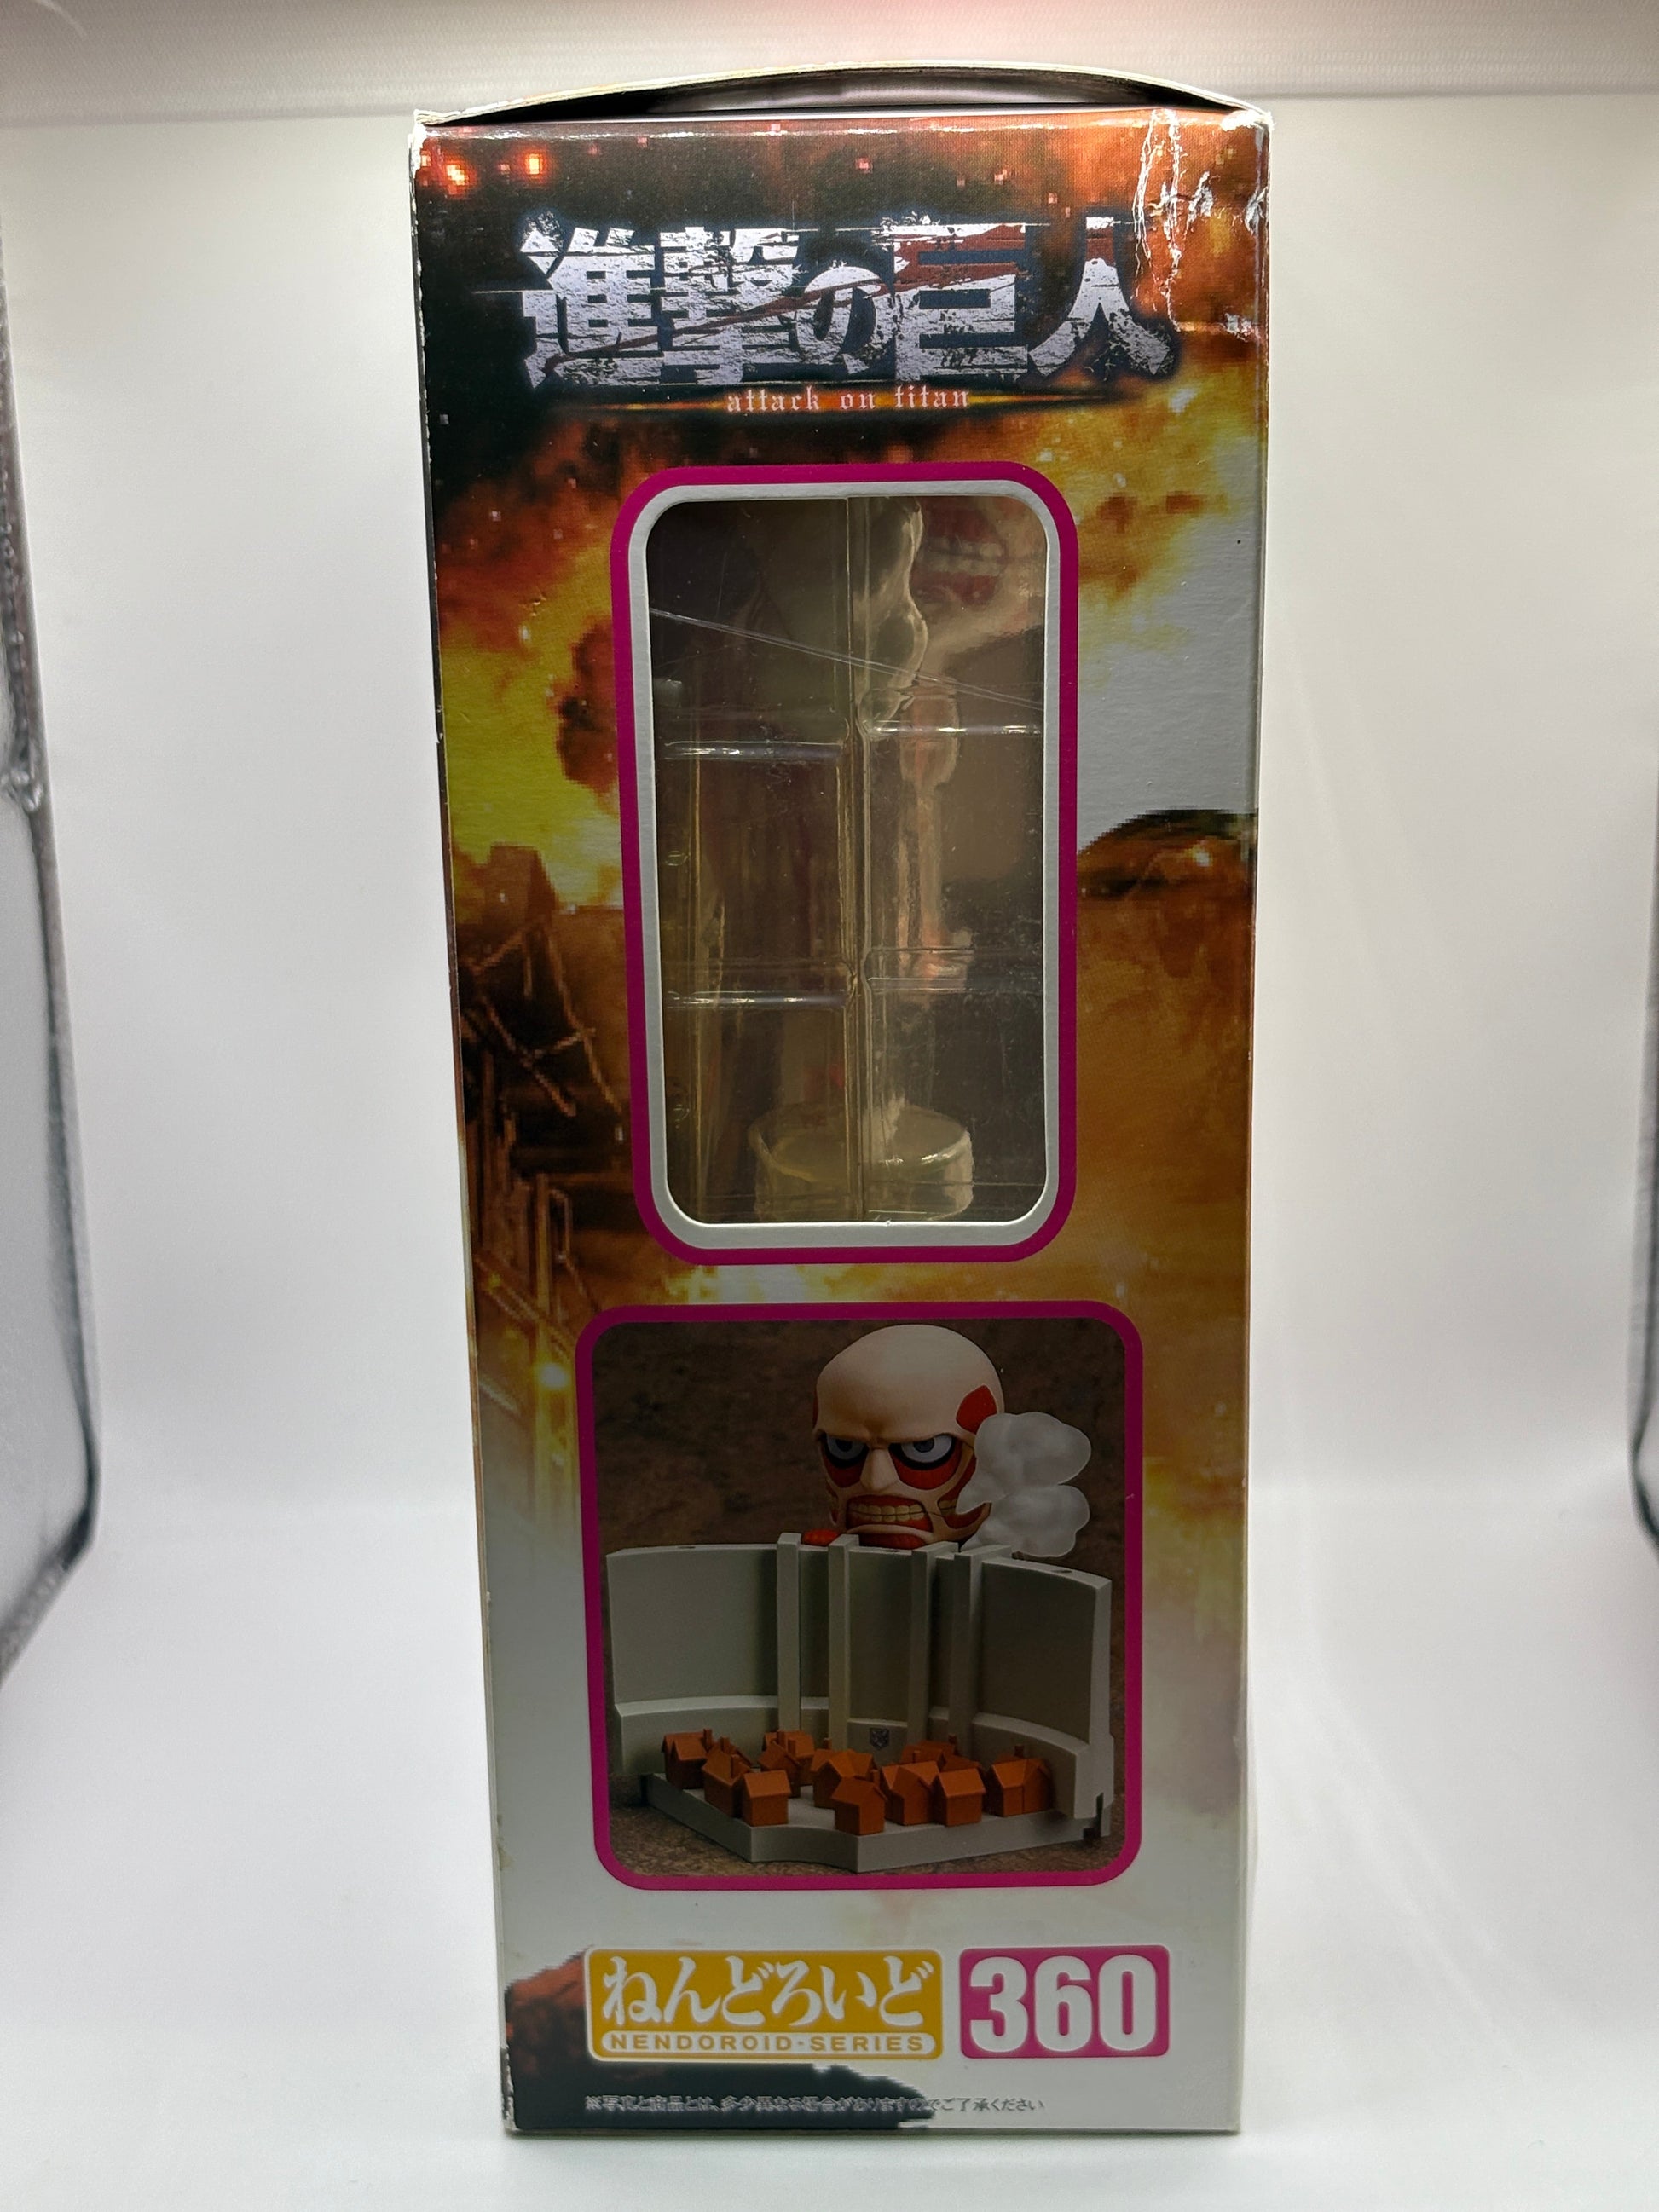 進撃の巨人
attack on titan
ねんどろいど
NENDOROID・SERIES
360
※写真と商品とは、多少異なる場合がありますのでご了承ください